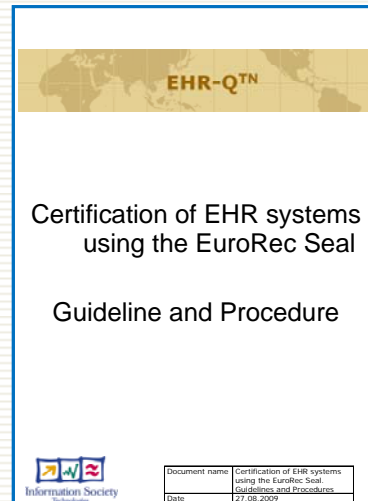 EHR-Qᵀᴺ
Certification of EHR systems
using the EuroRec Seal
Guideline and Procedure
Information Society
Technologies
Document name Certification of EHR systems
using the EuroRec Seal.
Guidelines and Procedures
Date 27.08.2009